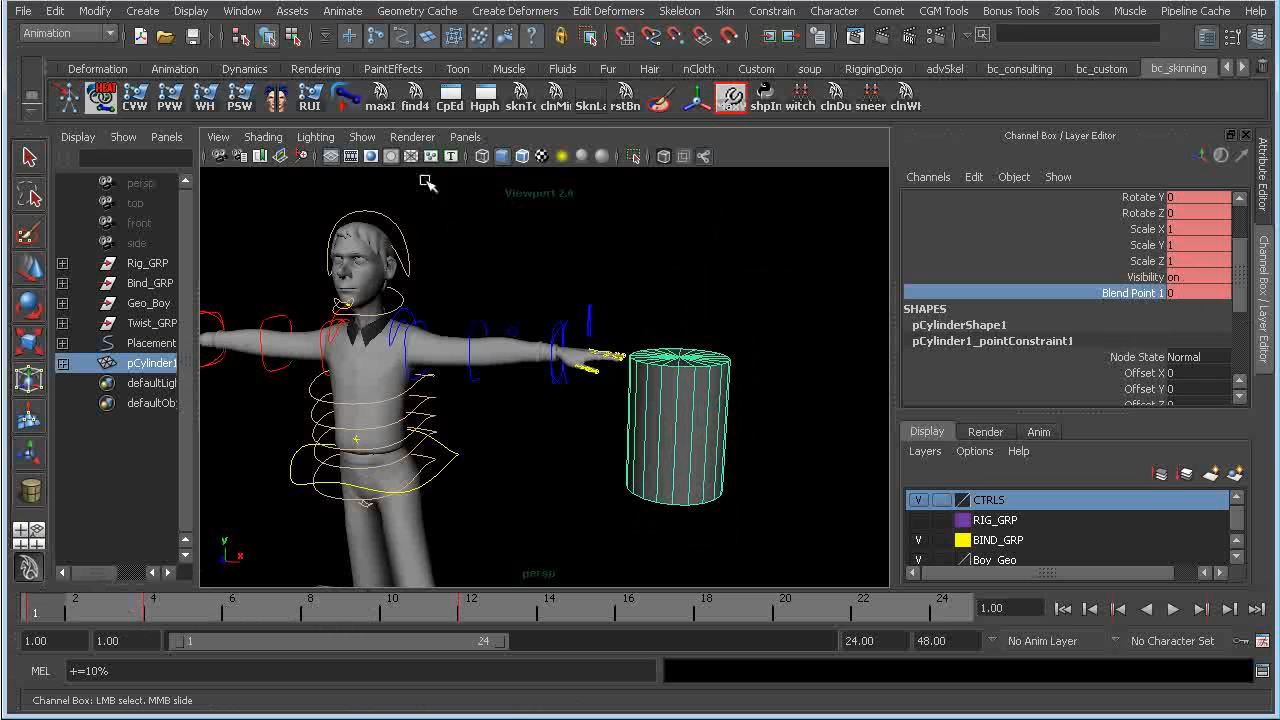 File Edit Modify Create Display Window Assets Animate Geometry Cache Create Deformers Edit Deformers Skeleton Skin Constrain Character Comet CGM Tools Bonus Tools Zoo Tools Muscle Pipeline Cache Help
Animation
Deformation Animation Dynamics Rendering PaintEffects Toon Muscle Fluids Fur Hair nCloth Custom soup RiggingDojo advSkel bc_consulting bc_custom bc_skinning
HEAT CVW PVW WH PSW RUI maxI find4 CpEd Hgph sknTo clnMi SknLa rstBn shpIn witch clnDu sneer clnWh
Display Show Panels
View Shading Lighting Show Renderer Panels
Channel Box / Layer Editor
Channels Edit Object Show
persp
top
front
side
Rig_GRP
Bind_GRP
Geo_Boy
Twist_GRP
Placement
pCylinder1
defaultLig
defaultObj
Viewport 2.0
persp
y
x
Rotate Y 0
Rotate Z 0
Scale X 1
Scale Y 1
Scale Z 1
Visibility on
Blend Point 1 0
SHAPES
pCylinderShape1
pCylinder1_pointConstraint1
Node State Normal
Offset X 0
Offset Y 0
Offset Z 0
Display Render Anim
Layers Options Help
V CTRLS
RIG_GRP
V BIND_GRP
V Boy_Geo
Attribute Editor
Channel Box / Layer Editor
1 2 4 6 8 10 12 14 16 18 20 22 24 1.00
1.00 1.00 1 24 24.00 48.00 No Anim Layer No Character Set
MEL +=10%
Channel Box: LMB select. MMB slide